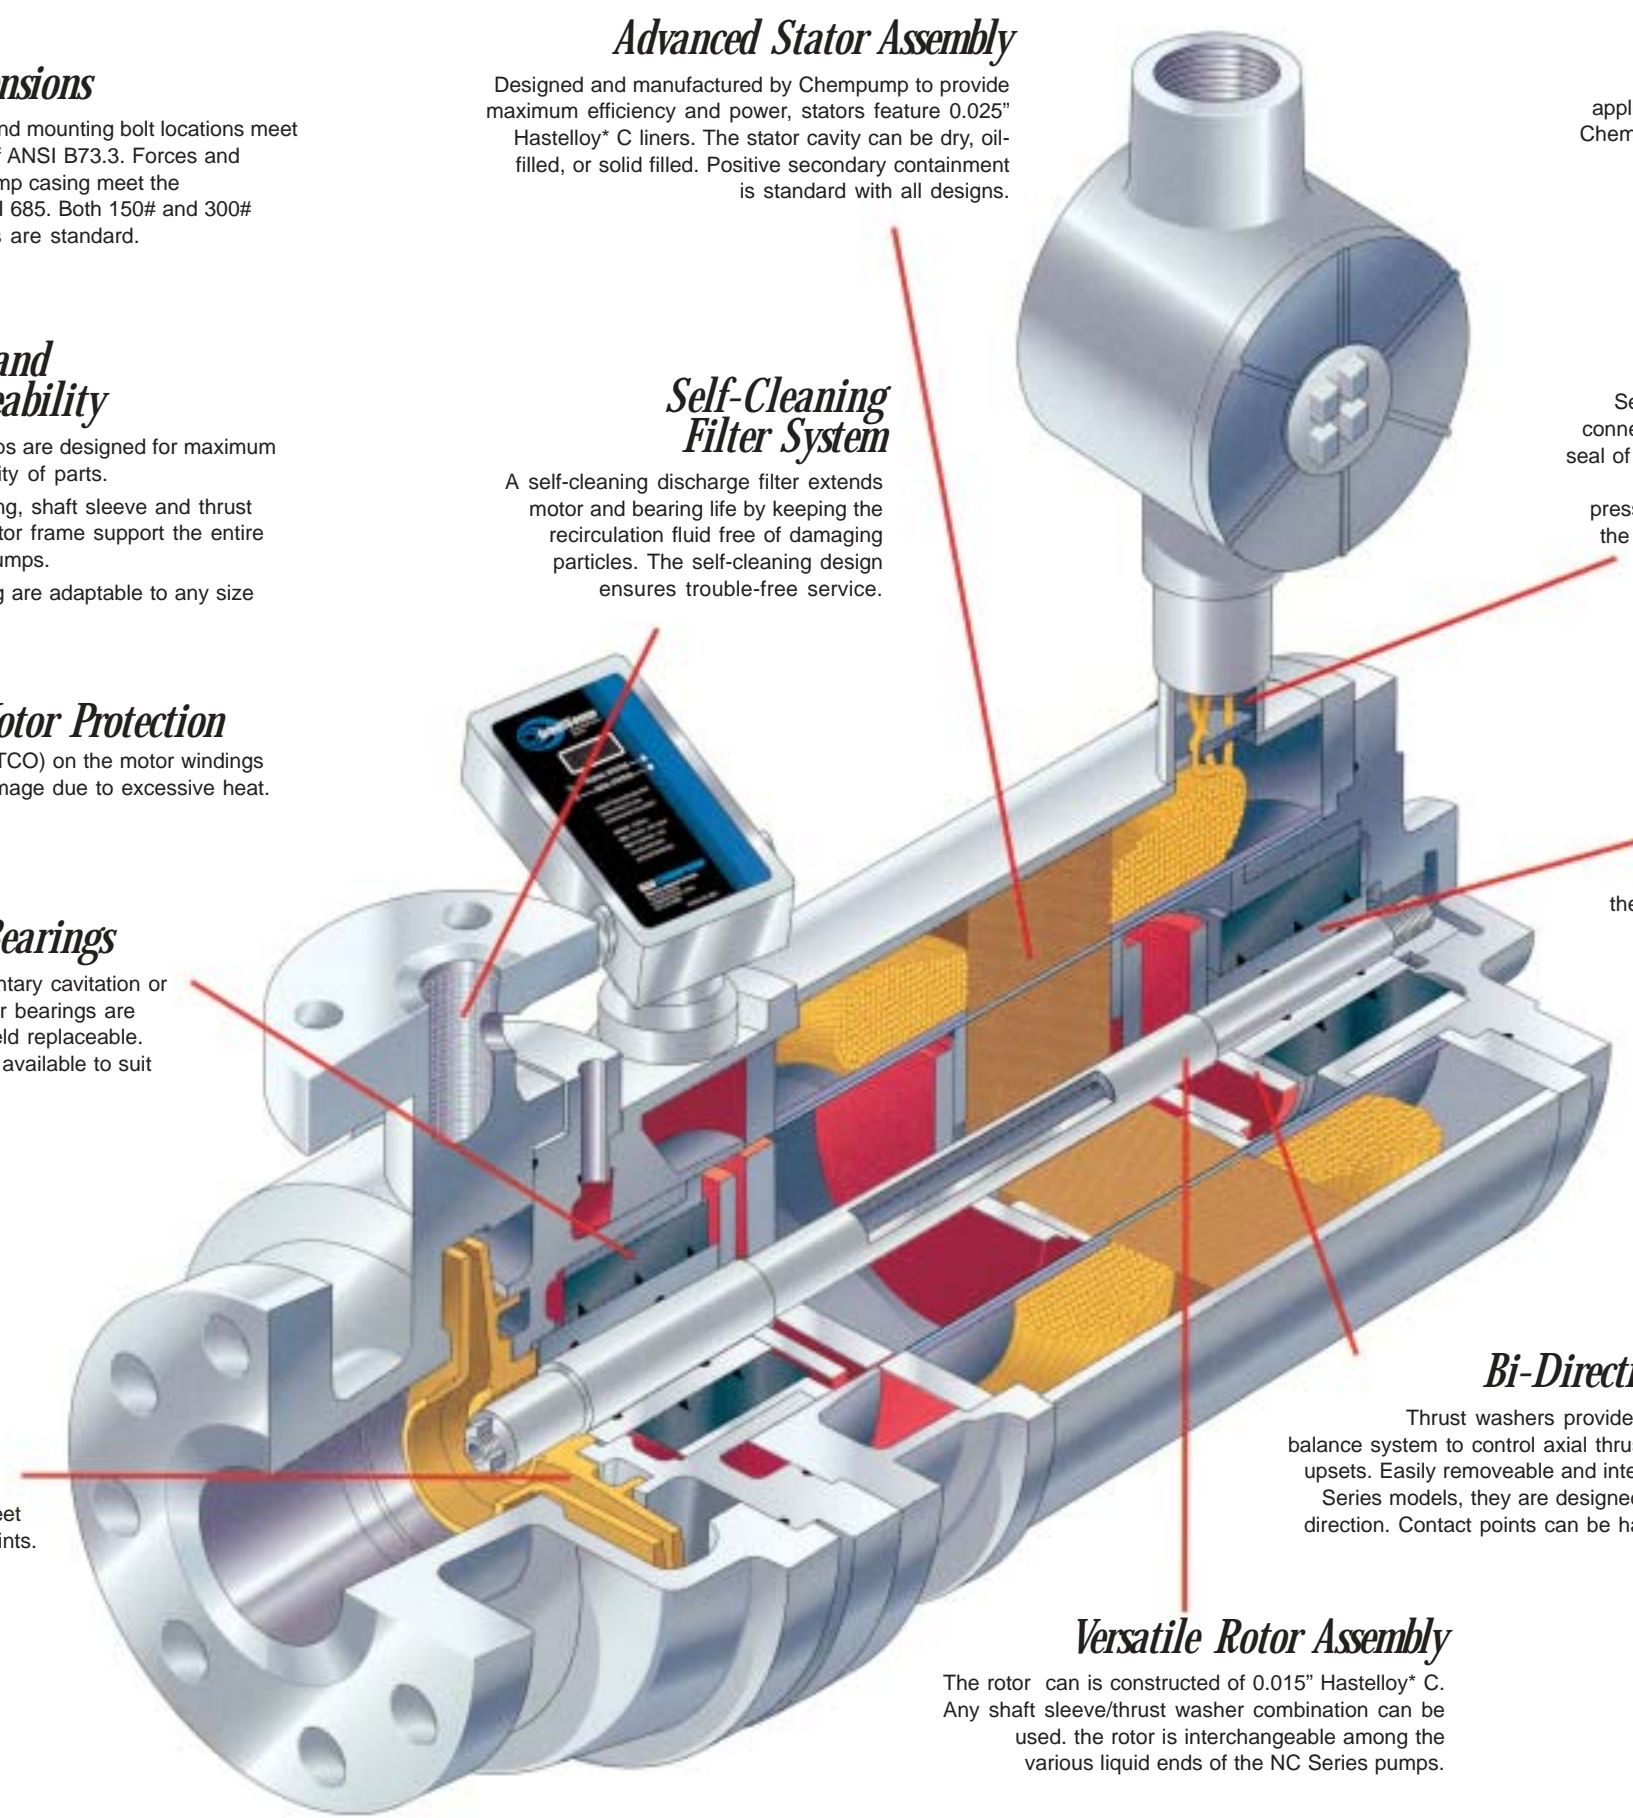 Advanced Stator Assembly
Designed and manufactured by Chempump to provide
maximum efficiency and power, stators feature 0.025”
Hastelloy* C liners. The stator cavity can be dry, oil-
filled, or solid filled. Positive secondary containment
is standard with all designs.
nsions
nd mounting bolt locations meet
ANSI B73.3. Forces and
mp casing meet the
I 685. Both 150# and 300#
s are standard.
and
eability
ps are designed for maximum
ity of parts.
ng, shaft sleeve and thrust
tor frame support the entire
umps.
g are adaptable to any size
Self-Cleaning
Filter System
A self-cleaning discharge filter extends
motor and bearing life by keeping the
recirculation fluid free of damaging
particles. The self-cleaning design
ensures trouble-free service.
otor Protection
TCO) on the motor windings
mage due to excessive heat.
earings
ntary cavitation or
r bearings are
eld replaceable.
available to suit
eet
ints.
appl
Chem
Se
conne
seal of
press
the
the
Bi-Directi
Thrust washers provide
balance system to control axial thrus
upsets. Easily removeable and inte
Series models, they are designed
direction. Contact points can be ha
Versatile Rotor Assembly
The rotor can is constructed of 0.015” Hastelloy* C.
Any shaft sleeve/thrust washer combination can be
used. the rotor is interchangeable among the
various liquid ends of the NC Series pumps.